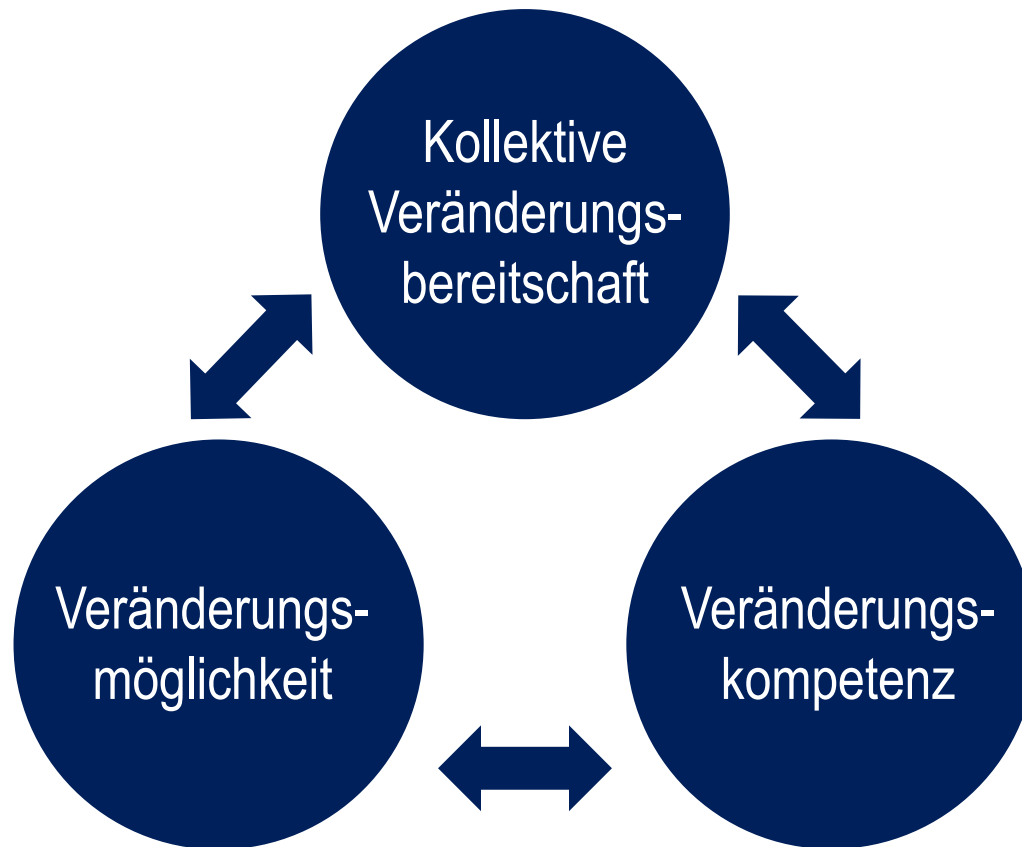 Kollektive
Veränderungs-
bereitschaft
Veränderungs-
möglichkeit
Veränderungs-
kompetenz